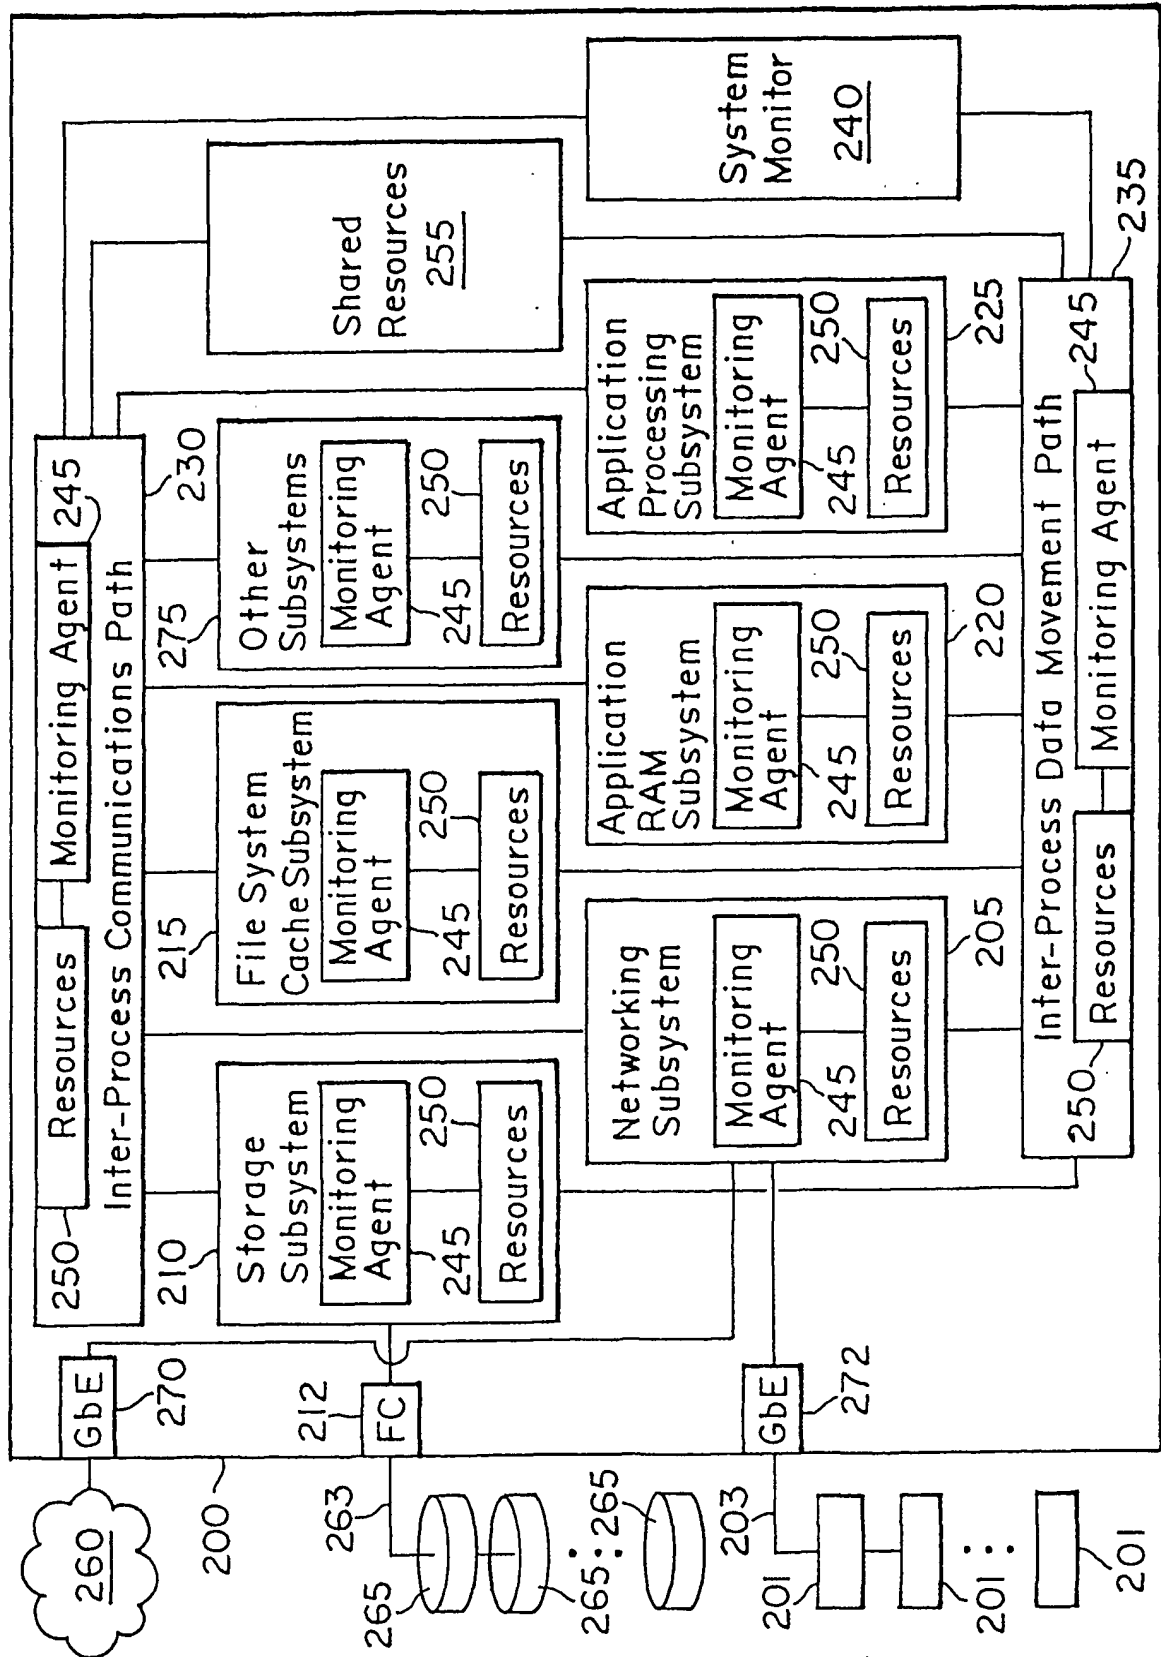 260
GbE
270
200
250
Resources
Monitoring Agent
245
Inter-Process Communications Path
230
210
Storage
Subsystem
Monitoring
Agent
245
250
Resources
215
File System
Cache Subsystem
Monitoring
Agent
245
250
Resources
275
Other
Subsystems
Monitoring
Agent
245
250
Resources
Shared
Resources
255
212
FC
263
265
265
265
Networking
Subsystem
Monitoring
Agent
245
250
Resources
205
Application
RAM
Subsystem
Monitoring
Agent
245
250
Resources
220
Application
Processing
Subsystem
Monitoring
Agent
245
250
Resources
225
System
Monitor
240
GbE
272
203
201
201
201
Inter-Process Data Movement Path
235
250
Resources
Monitoring Agent
245